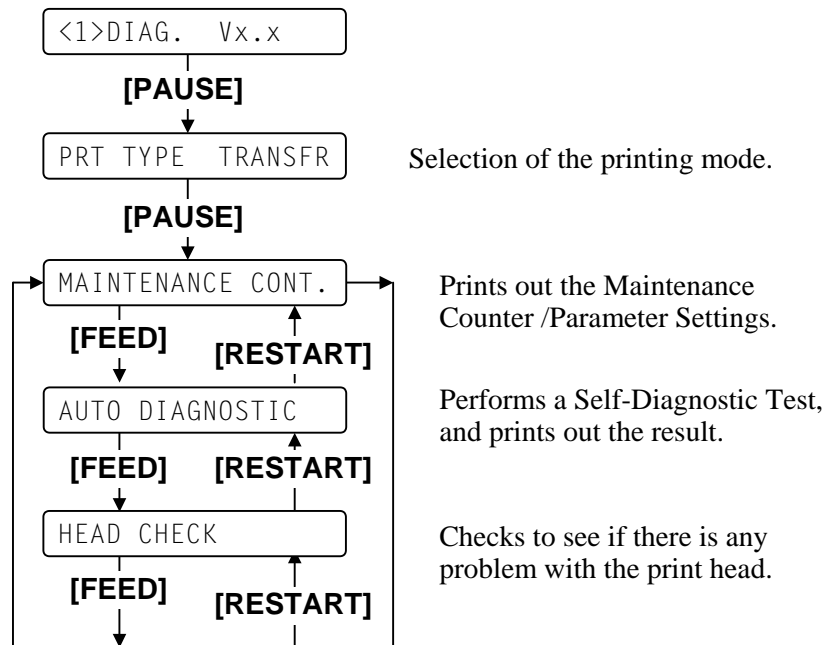 <1>DIAG. Vx.x
[PAUSE]
PRT TYPE TRANSFR
Selection of the printing mode.
[PAUSE]
MAINTENANCE CONT.
Prints out the Maintenance
Counter /Parameter Settings.
[FEED] [RESTART]
AUTO DIAGNOSTIC
Performs a Self-Diagnostic Test,
and prints out the result.
[FEED] [RESTART]
HEAD CHECK
Checks to see if there is any
problem with the print head.
[FEED] [RESTART]